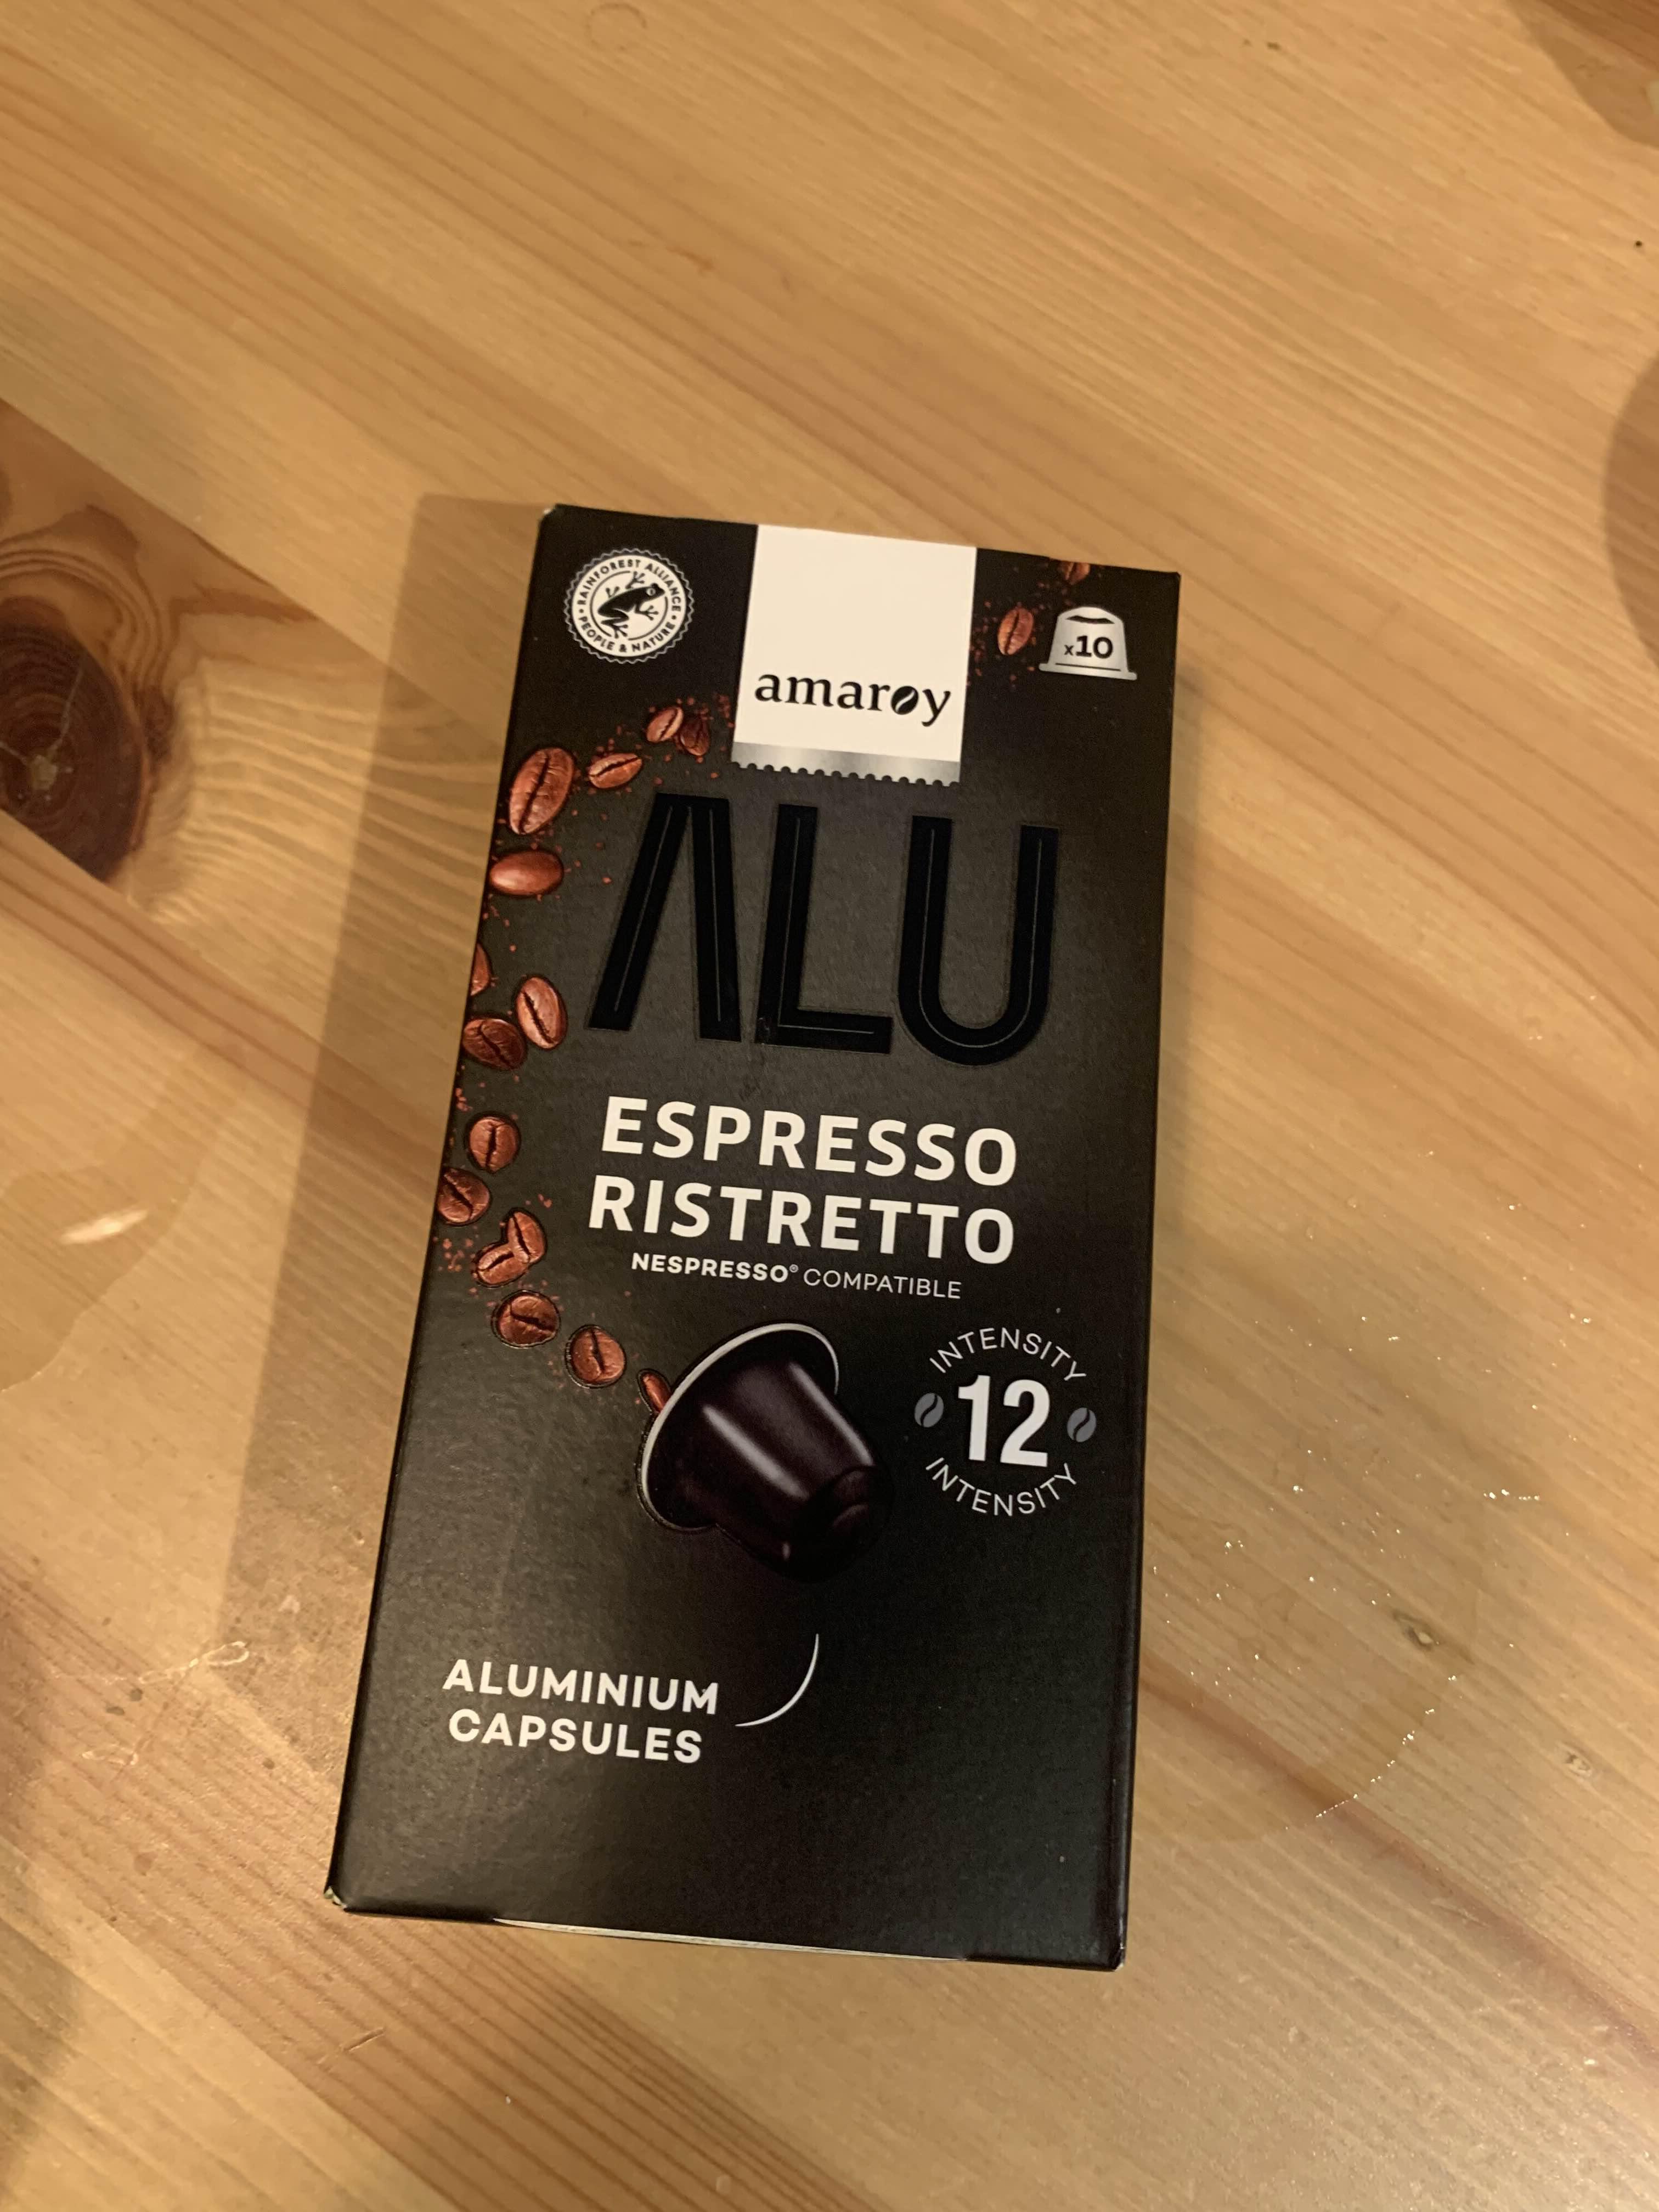 RAINFOREST ALLIANCE
PEOPLE & NATURE
amaroy
x10
ALU
ESPRESSO
RISTRETTO
NESPRESSO® COMPATIBLE
INTENSITY
12
INTENSITY
ALUMINIUM
CAPSULES